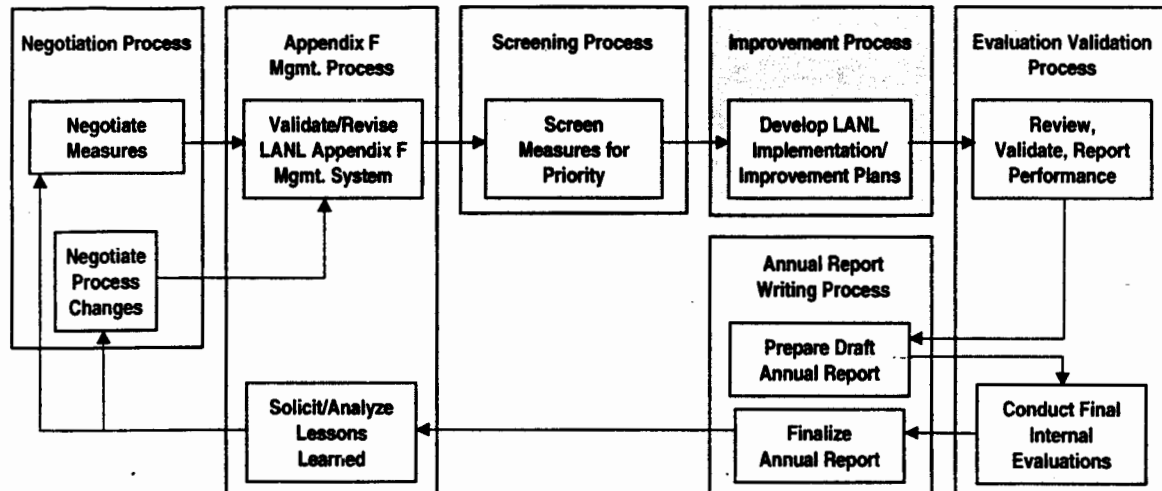 Negotiation Process
Negotiate
Measures
Negotiate
Process
Changes
Appendix F
Mgmt. Process
Validate/Revise
LANL Appendix F
Mgmt. System
Solicit/Analyze
Lessons
Learned
Screening Process
Screen
Measures for
Priority
Improvement Process
Develop LANL
Implementation/
Improvement Plans
Annual Report
Writing Process
Prepare Draft
Annual Report
Finalize
Annual Report
Evaluation Validation
Process
Review,
Validate, Report
Performance
Conduct Final
Internal
Evaluations